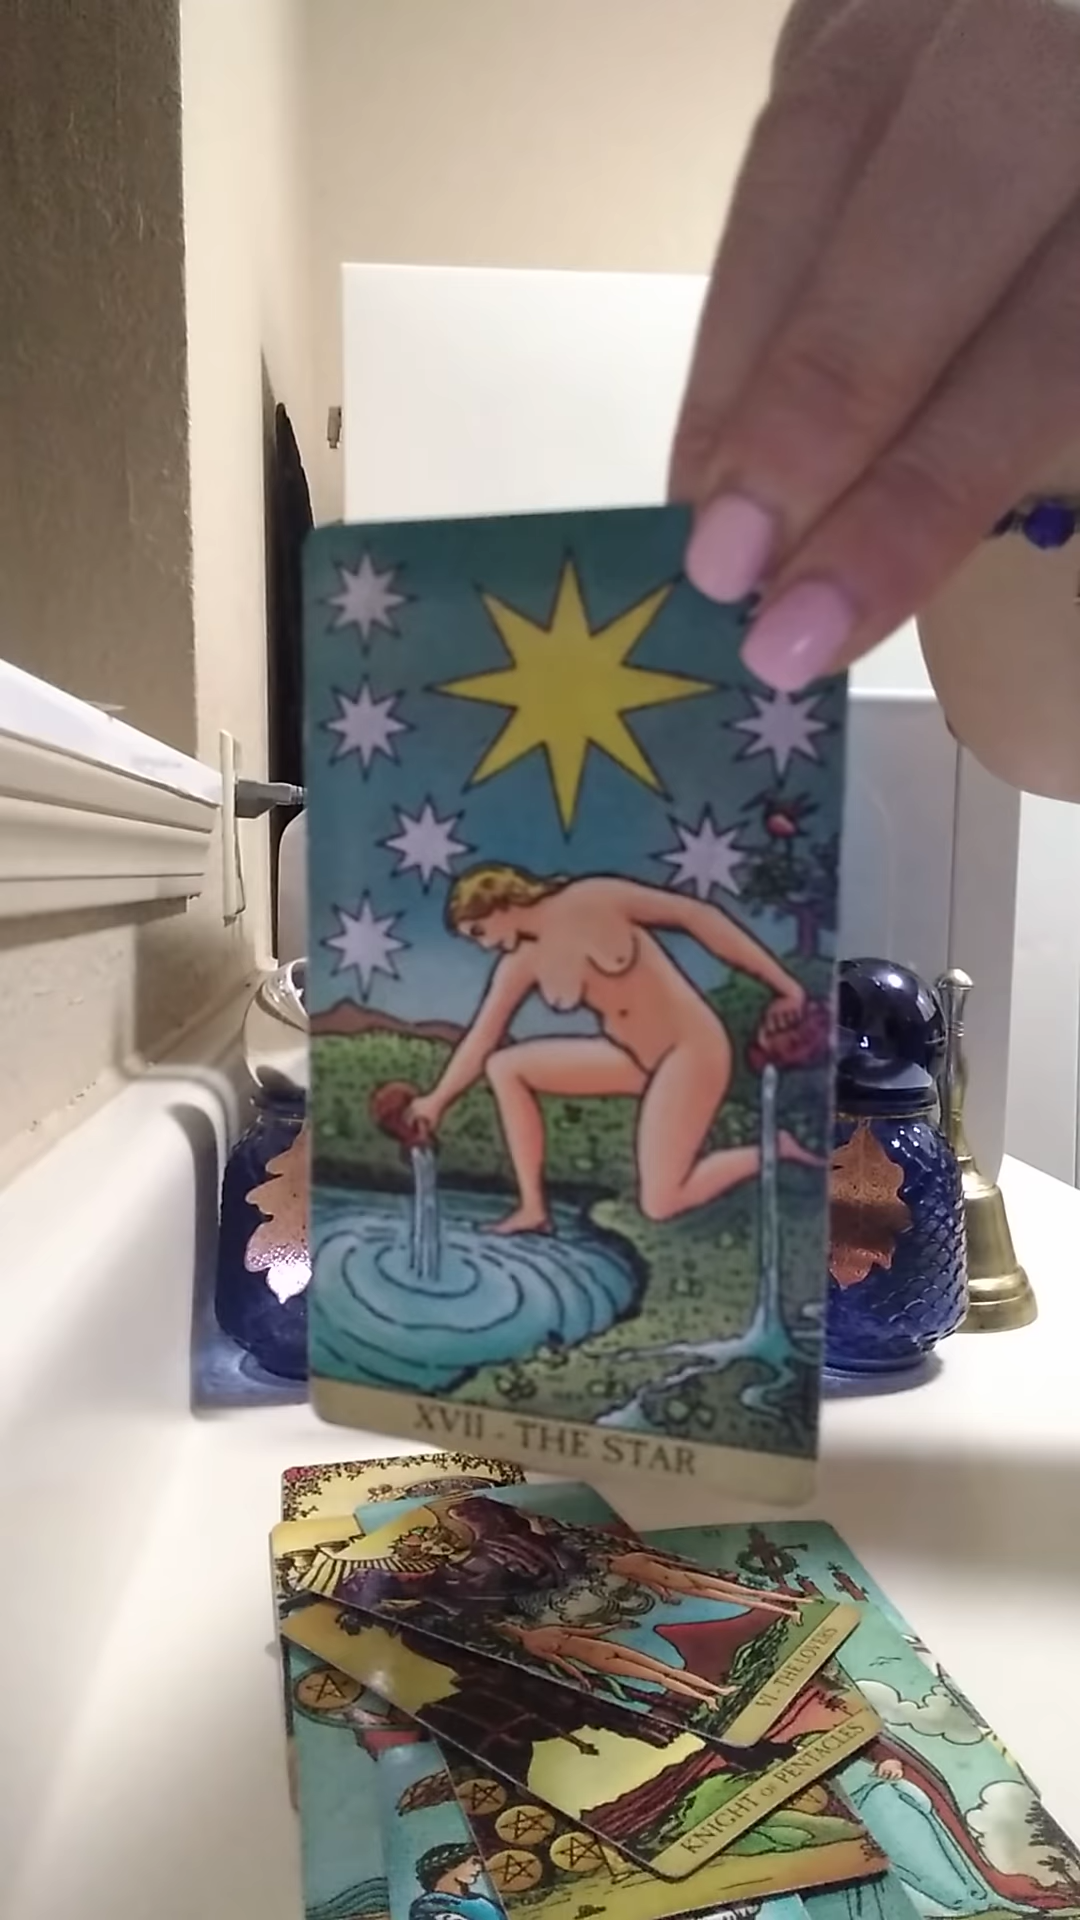 XVII - THE STAR
VI - THE LOVERS
KNIGHT OF PENTACLES